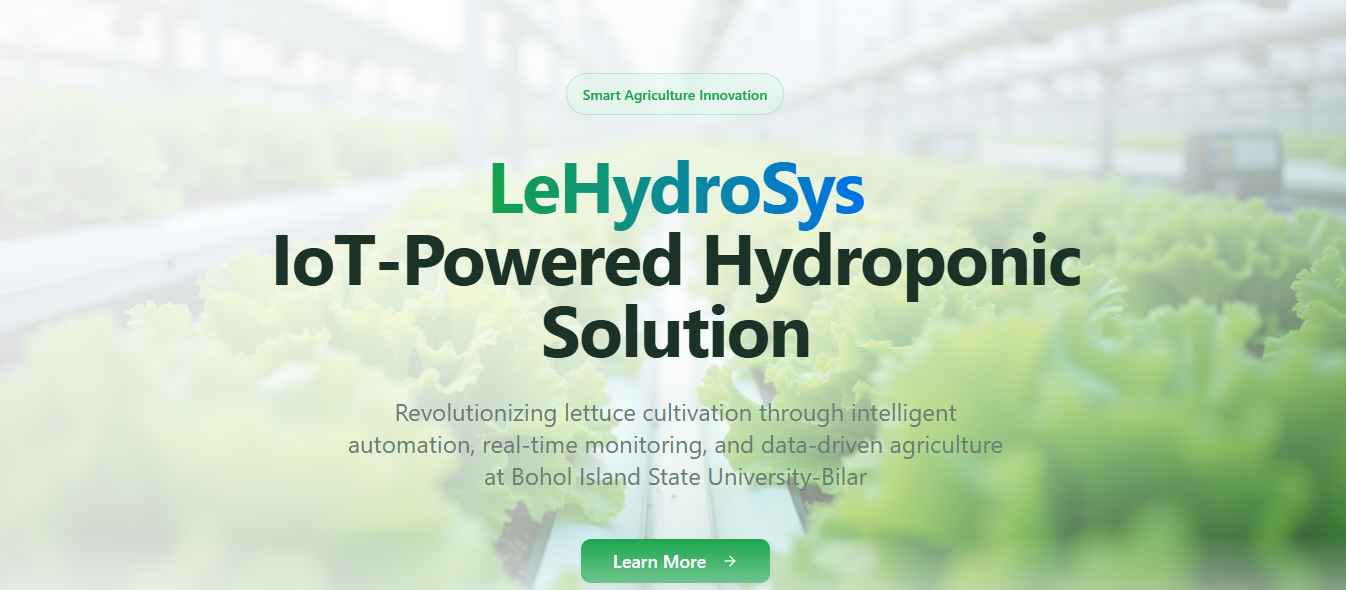 Smart Agriculture Innovation
LeHydroSys
IoT-Powered Hydroponic
Solution
Revolutionizing lettuce cultivation through intelligent
automation, real-time monitoring, and data-driven agriculture
at Bohol Island State University-Bilar
Learn More →